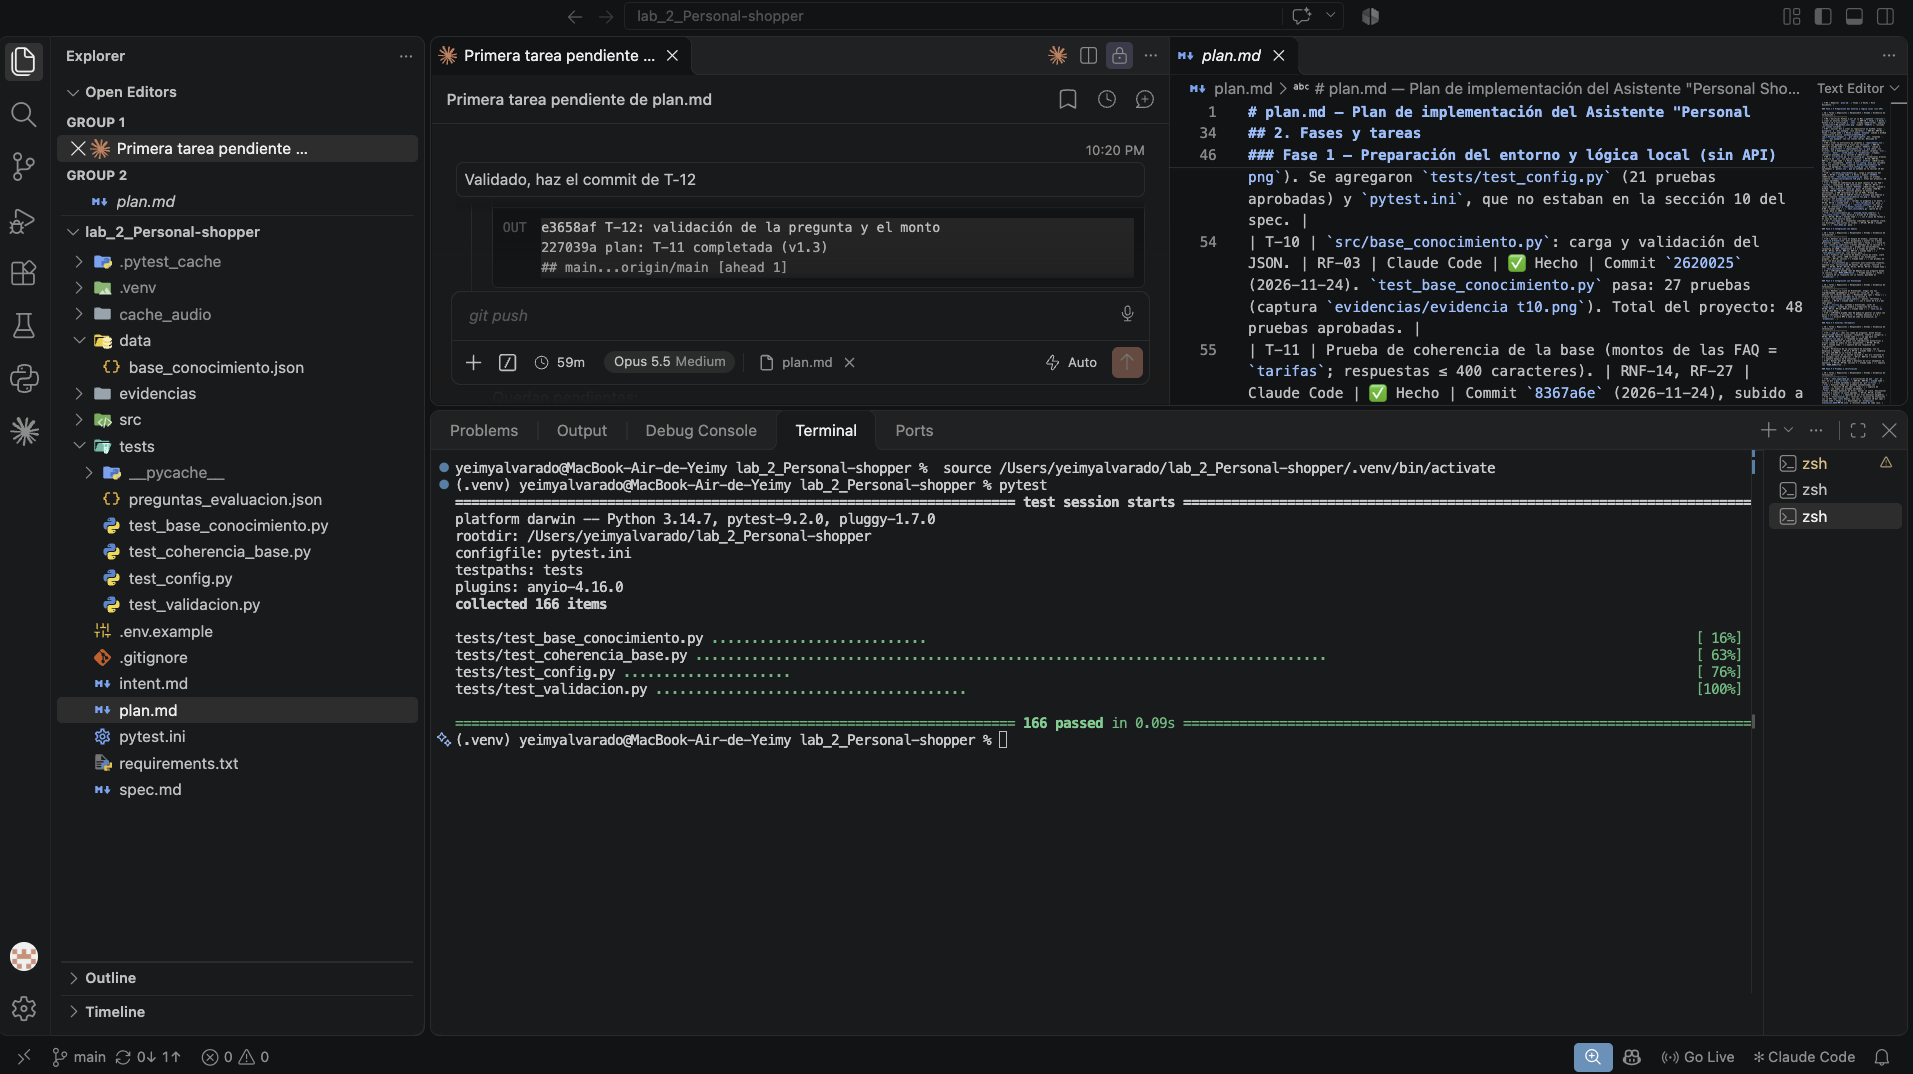 lab_2_Personal-shopper
Explorer
Open Editors
GROUP 1
Primera tarea pendiente ...
GROUP 2
plan.md
lab_2_Personal-shopper
.pytest_cache
.venv
cache_audio
data
base_conocimiento.json
evidencias
src
tests
__pycache__
preguntas_evaluacion.json
test_base_conocimiento.py
test_coherencia_base.py
test_config.py
test_validacion.py
.env.example
.gitignore
intent.md
plan.md
pytest.ini
requirements.txt
spec.md
Outline
Timeline
Primera tarea pendiente ...
Primera tarea pendiente de plan.md
10:20 PM
Validado, haz el commit de T-12
OUT e3658af T-12: validación de la pregunta y el monto
227039a plan: T-11 completada (v1.3)
## main...origin/main [ahead 1]
git push
59m Opus 5.5 Medium plan.md Auto
Quedan pendientes:
plan.md
plan.md > # plan.md — Plan de implementación del Asistente "Personal Sho... Text Editor
1 # plan.md — Plan de implementación del Asistente "Personal
34 ## 2. Fases y tareas
46 ### Fase 1 — Preparación del entorno y lógica local (sin API)
png`). Se agregaron `tests/test_config.py` (21 pruebas
aprobadas) y `pytest.ini`, que no estaban en la sección 10 del
spec. |
54 | T-10 | `src/base_conocimiento.py`: carga y validación del
JSON. | RF-03 | Claude Code | ✅ Hecho | Commit `2620025`
(2026-11-24). `test_base_conocimiento.py` pasa: 27 pruebas
(captura `evidencias/evidencia t10.png`). Total del proyecto: 48
pruebas aprobadas. |
55 | T-11 | Prueba de coherencia de la base (montos de las FAQ =
`tarifas`; respuestas ≤ 400 caracteres). | RNF-14, RF-27 |
Claude Code | ✅ Hecho | Commit `8367a6e` (2026-11-24), subido a
Problems Output Debug Console Terminal Ports
yeimyalvarado@MacBook-Air-de-Yeimy lab_2_Personal-shopper %  source /Users/yeimyalvarado/lab_2_Personal-shopper/.venv/bin/activate
(.venv) yeimyalvarado@MacBook-Air-de-Yeimy lab_2_Personal-shopper % pytest
test session starts
platform darwin -- Python 3.14.7, pytest-9.2.0, pluggy-1.7.0
rootdir: /Users/yeimyalvarado/lab_2_Personal-shopper
configfile: pytest.ini
testpaths: tests
plugins: anyio-4.16.0
collected 166 items
tests/test_base_conocimiento.py ........................... [ 16%]
tests/test_coherencia_base.py ............................................................................... [ 63%]
tests/test_config.py ..................... [ 76%]
tests/test_validacion.py ....................................... [100%]
166 passed in 0.09s
(.venv) yeimyalvarado@MacBook-Air-de-Yeimy lab_2_Personal-shopper %
zsh
zsh
zsh
main 0↓ 1↑ 0 0
Go Live Claude Code